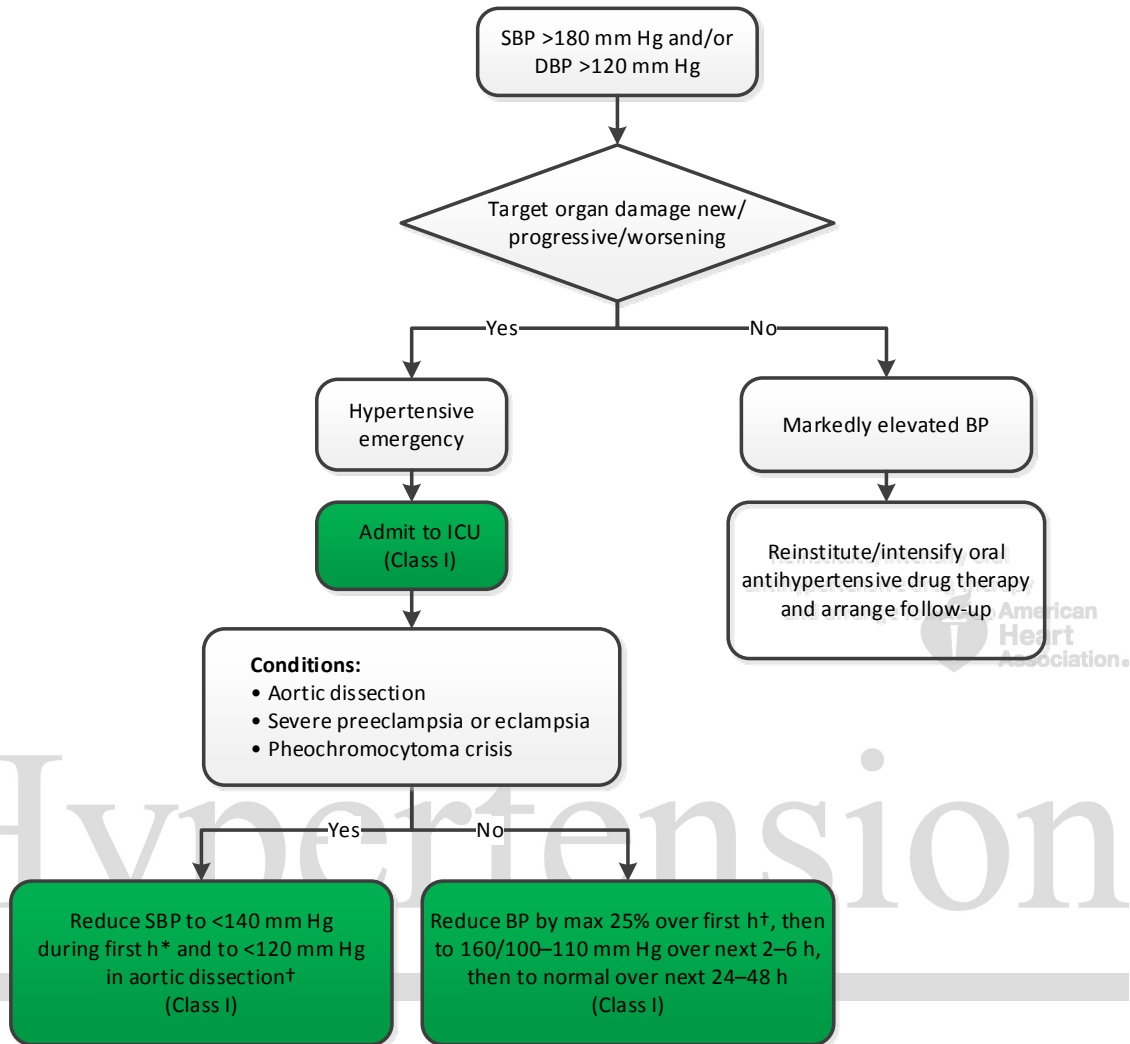 SBP >180 mm Hg and/or
DBP >120 mm Hg
Target organ damage new/
progressive/worsening
Yes
No
Hypertensive
emergency
Markedly elevated BP
Admit to ICU
(Class I)
Reinstitute/intensify oral
antihypertensive drug therapy
and arrange follow-up
American
Heart
Association®
Conditions:
• Aortic dissection
• Severe preeclampsia or eclampsia
• Pheochromocytoma crisis
Hypertension
Yes
No
Reduce SBP to <140 mm Hg
during first h* and to <120 mm Hg
in aortic dissection†
(Class I)
Reduce BP by max 25% over first h†, then
to 160/100–110 mm Hg over next 2–6 h,
then to normal over next 24–48 h
(Class I)